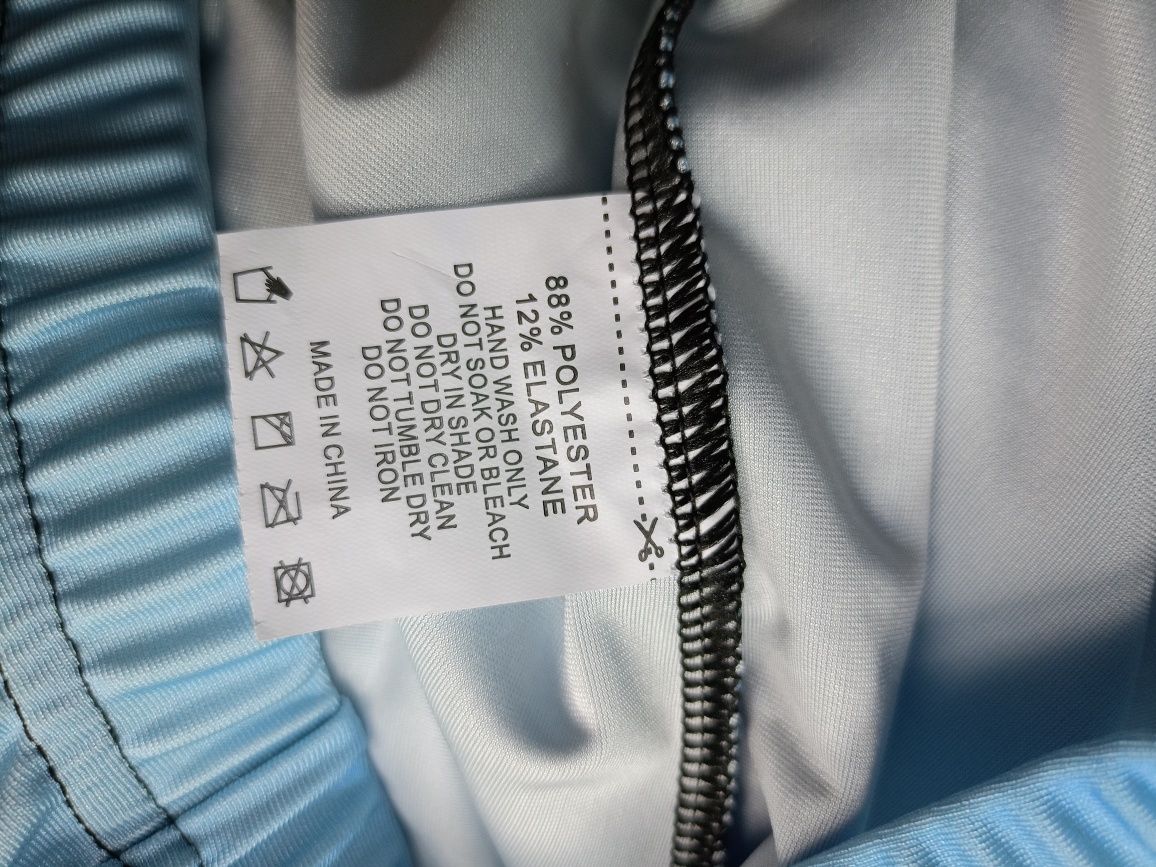 88% POLYESTER
12% ELASTANE
HAND WASH ONLY
DO NOT SOAK OR BLEACH
DRY IN SHADE
DO NOT DRY CLEAN
DO NOT TUMBLE DRY
DO NOT IRON
MADE IN CHINA